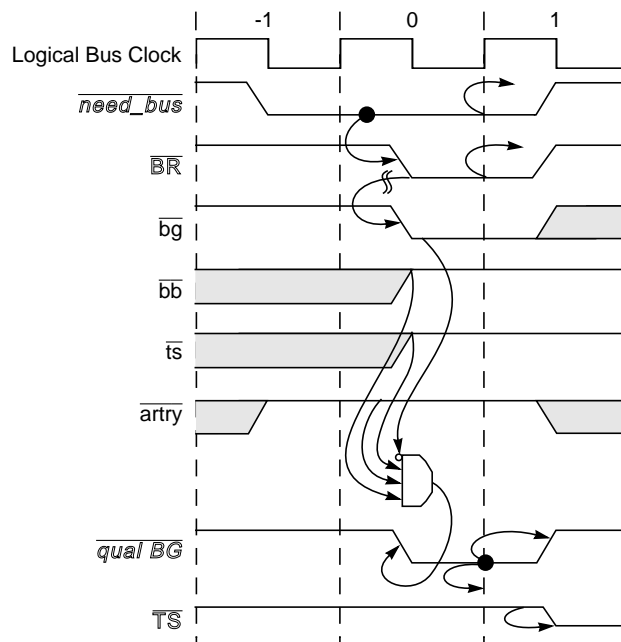 -1 0 1
Logical Bus Clock
need_bus
BR
bg
bb
ts
artry
qual BG
TS